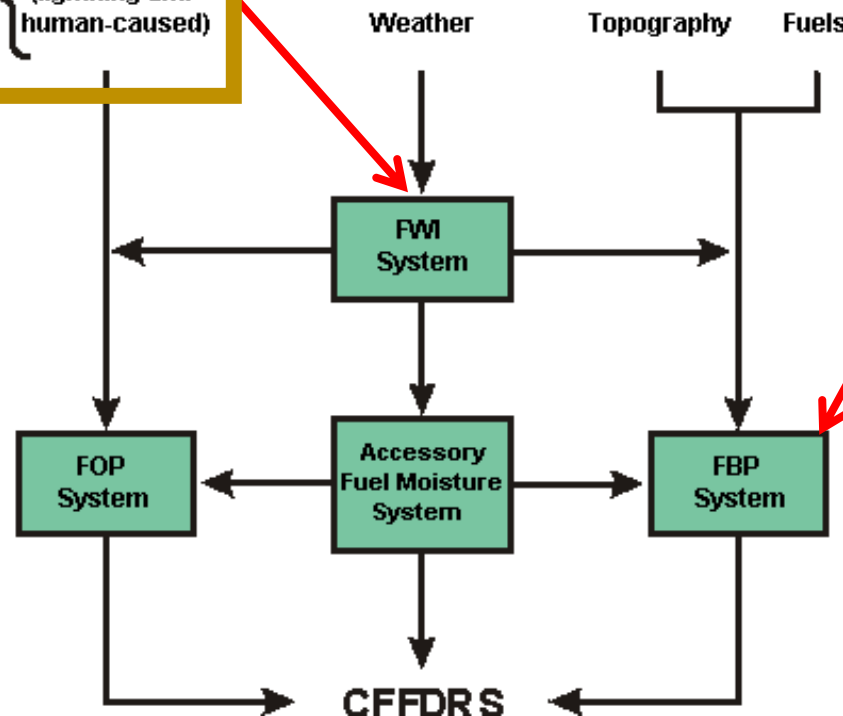 human-caused)
Weather
Topography
Fuels
FWI
System
FOP
System
Accessory
Fuel Moisture
System
FBP
System
CFFDRS